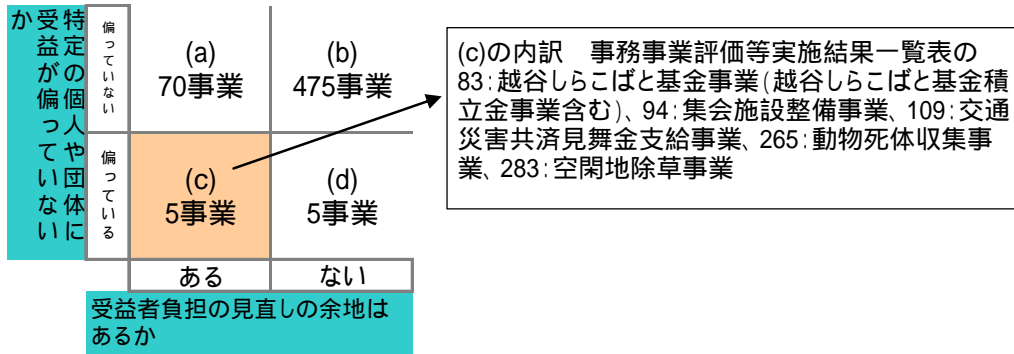 特定の個人や団体に
受益が偏っていない
か
偏っていない
(a)
70事業
(b)
475事業
偏っている
(c)
5事業
(d)
5事業
ある
ない
受益者負担の見直しの余地は
あるか
(c)の内訳　事務事業評価等実施結果一覧表の
83:越谷しらこばと基金事業(越谷しらこばと基金積
立金事業含む)、94:集会施設整備事業、109:交通
災害共済見舞金支給事業、265:動物死体収集事
業、283:空閑地除草事業